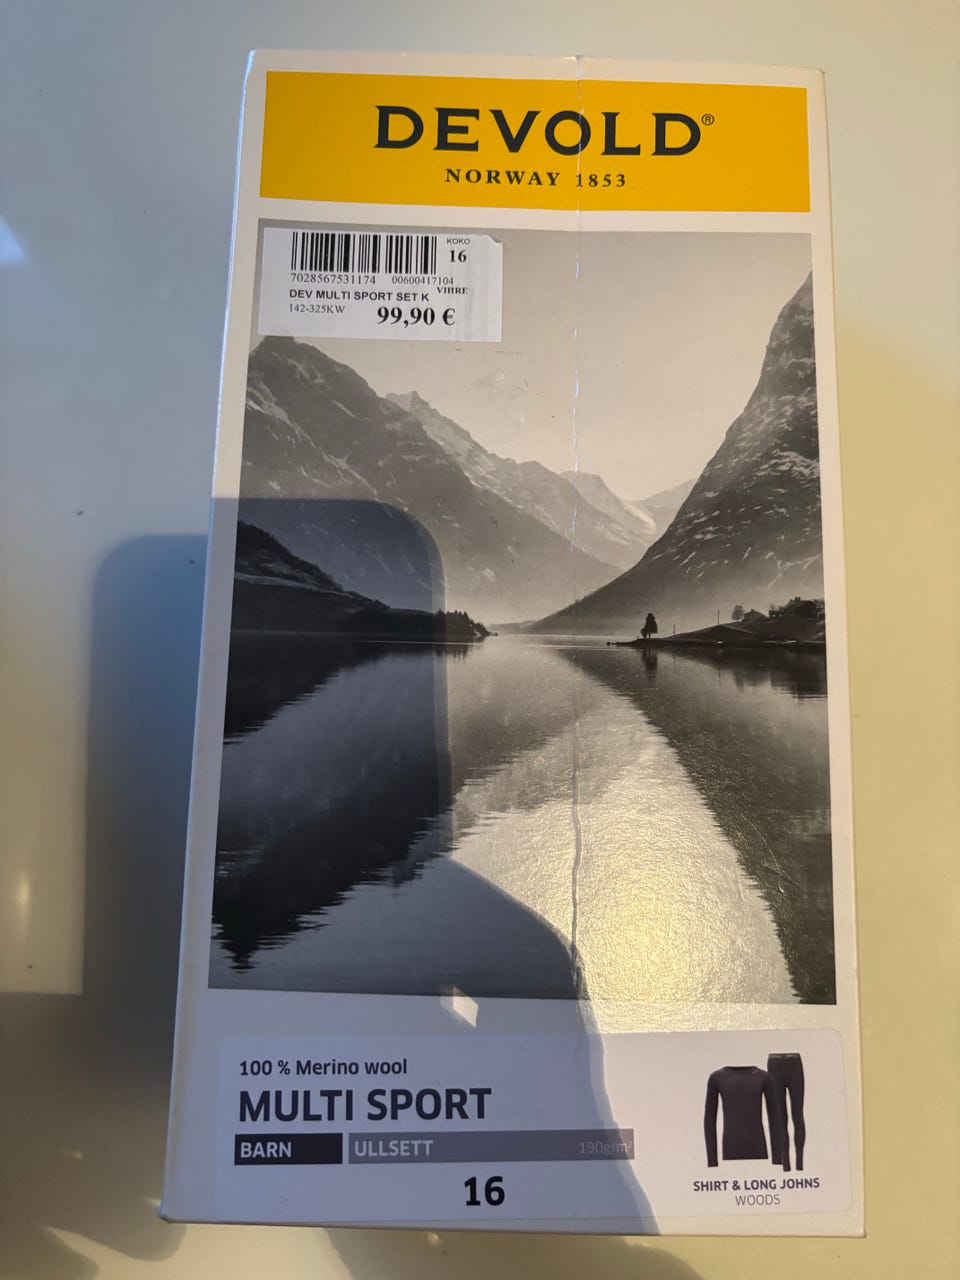 DEVOLD®
NORWAY 1853
KOKO
16
7028567531174 00600417104
DEV MULTI SPORT SET K VIHRE
142-325KW 99,90 €
100 % Merino wool
MULTI SPORT
BARN ULLSETT 190g/m²
16
SHIRT & LONG JOHNS
WOODS